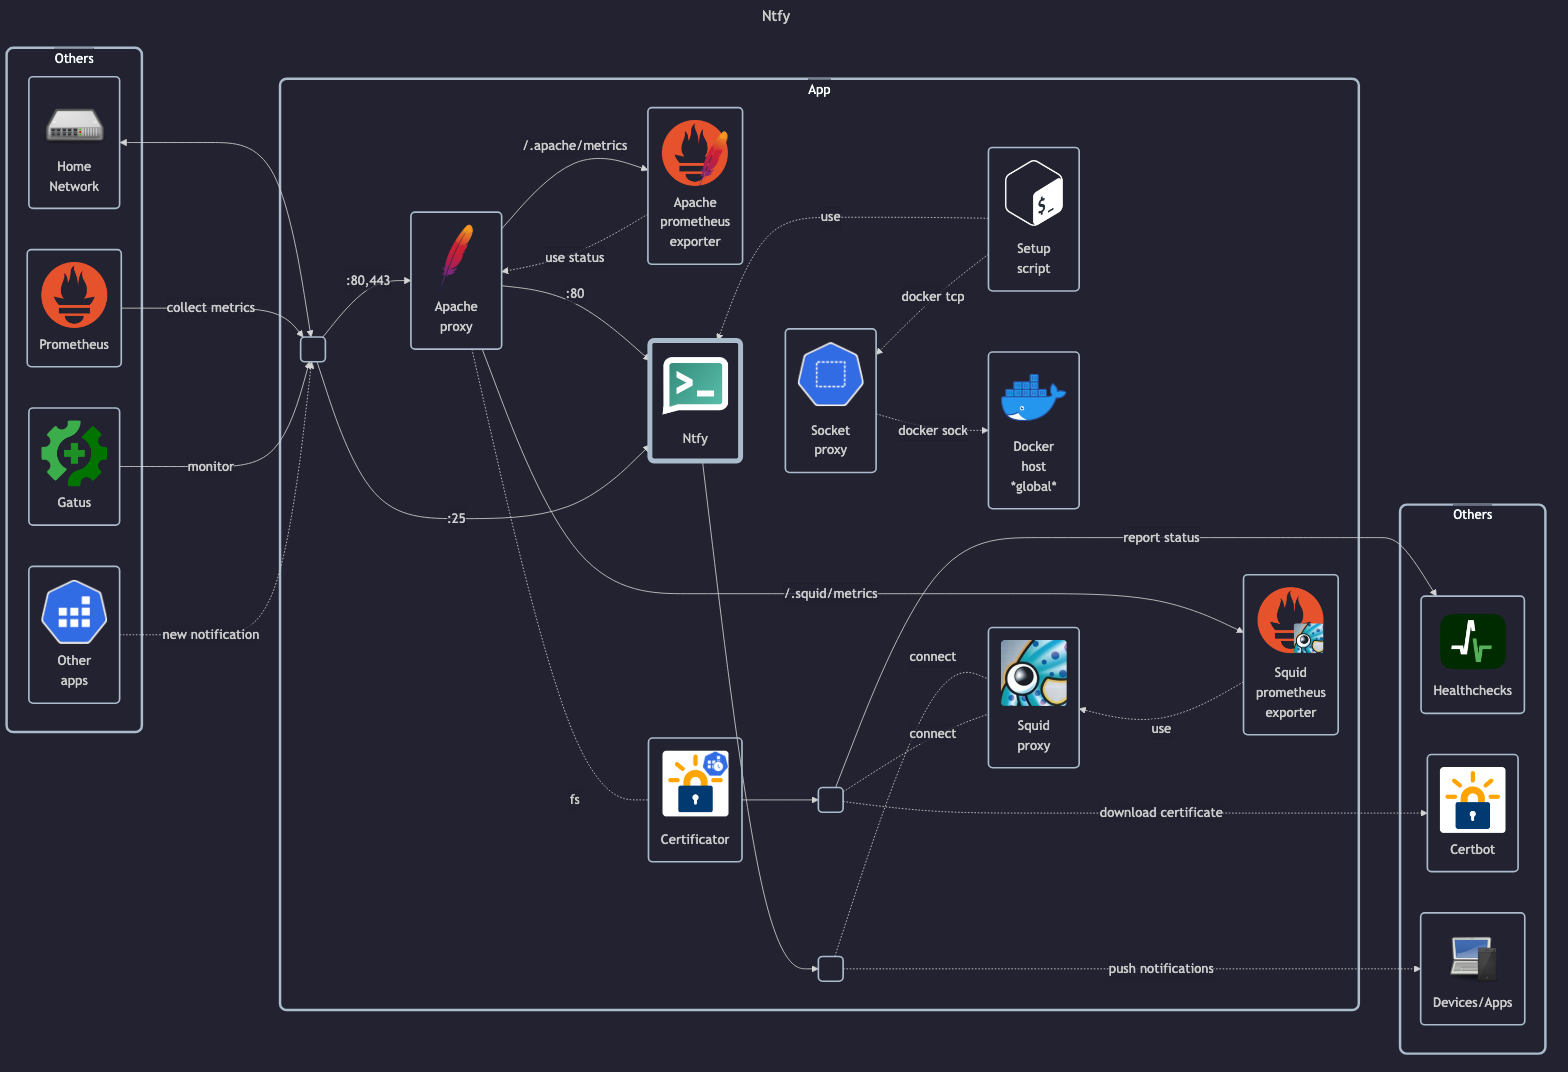 Ntfy
Others
Home
Network
Prometheus
Gatus
Other
apps
collect metrics
monitor
new notification
App
:80,443
:25
Apache
proxy
/.apache/metrics
use status
:80
Apache
prometheus
exporter
Ntfy
use
docker tcp
Setup
script
Socket
proxy
docker sock
Docker
host
*global*
/.squid/metrics
report status
fs
Certificator
connect
connect
Squid
proxy
use
Squid
prometheus
exporter
download certificate
push notifications
Others
Healthchecks
Certbot
Devices/Apps
$_
>_